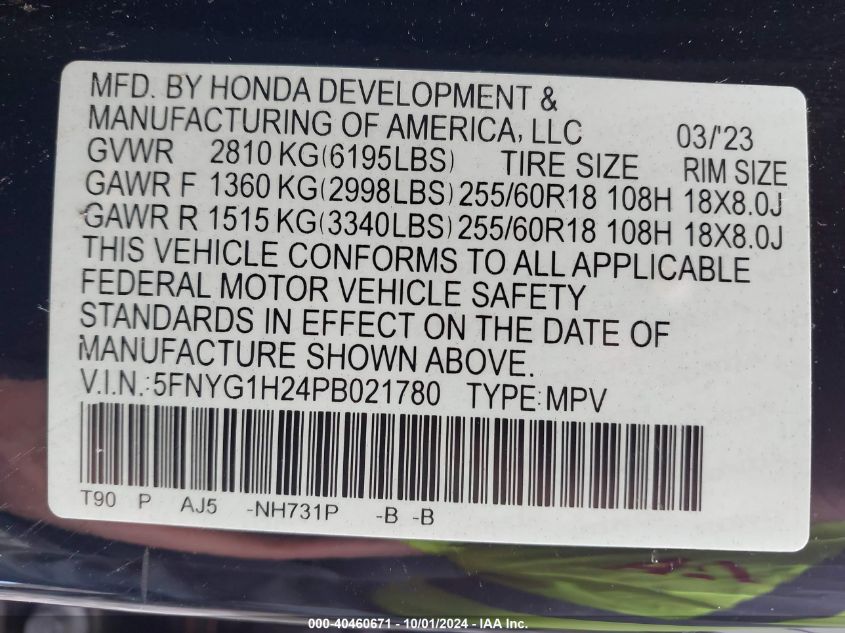 MFD. BY HONDA DEVELOPMENT &
MANUFACTURING OF AMERICA, LLC 03/'23
GVWR 2810 KG(6195LBS) TIRE SIZE RIM SIZE
GAWR F 1360 KG(2998LBS) 255/60R18 108H 18X8.0J
GAWR R 1515 KG(3340LBS) 255/60R18 108H 18X8.0J
THIS VEHICLE CONFORMS TO ALL APPLICABLE
FEDERAL MOTOR VEHICLE SAFETY
STANDARDS IN EFFECT ON THE DATE OF
MANUFACTURE SHOWN ABOVE.
V.I.N.: 5FNYG1H24PB021780 TYPE: MPV
T90 P AJ5 -NH731P -B -B
000-40460671 - 10/01/2024 - IAA, Inc.